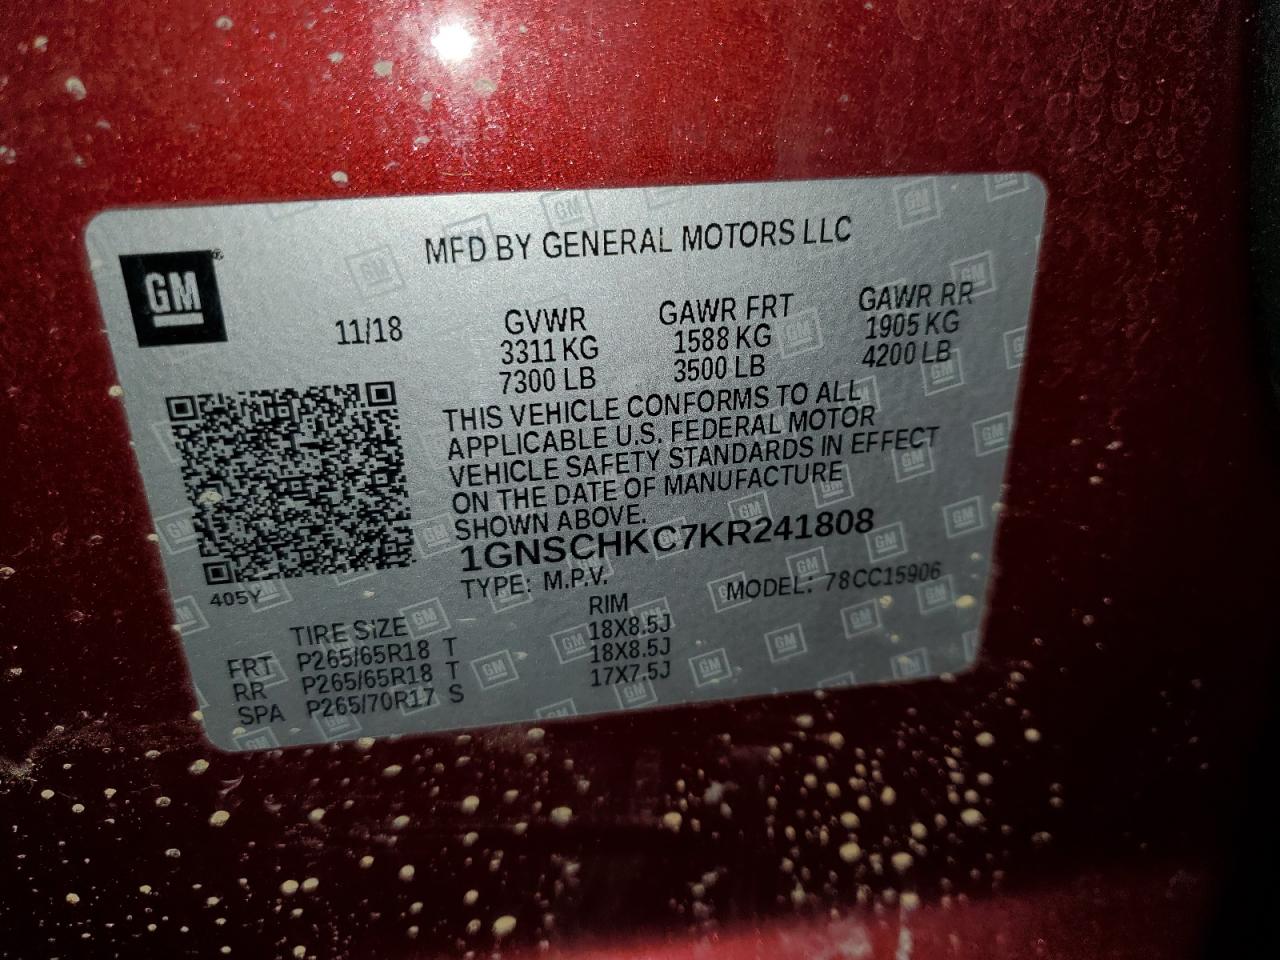 GM
MFD BY GENERAL MOTORS LLC
11/18
GVWR
3311 KG
7300 LB
GAWR FRT
1588 KG
3500 LB
GAWR RR
1905 KG
4200 LB
THIS VEHICLE CONFORMS TO ALL
APPLICABLE U.S. FEDERAL MOTOR
VEHICLE SAFETY STANDARDS IN EFFECT
ON THE DATE OF MANUFACTURE
SHOWN ABOVE.
1GNSCHKC7KR241808
TYPE: M.P.V.
MODEL: 78CC15906
405Y
TIRE SIZE RIM
FRT P265/65R18 T 18X8.5J
RR P265/65R18 T 18X8.5J
SPA P265/70R17 S 17X7.5J